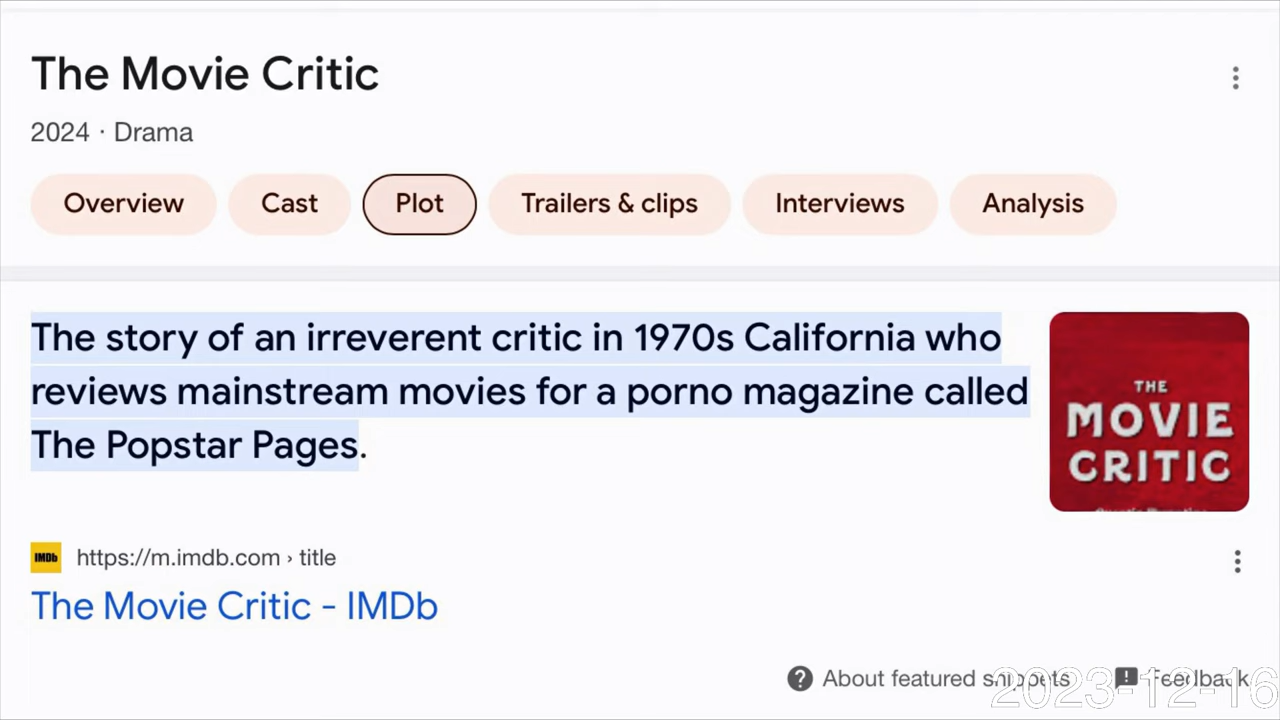 The Movie Critic
2024 · Drama
Overview Cast Plot Trailers & clips Interviews Analysis
The story of an irreverent critic in 1970s California who
reviews mainstream movies for a porno magazine called
The Popstar Pages.
THE
MOVIE
CRITIC
IMDb https://m.imdb.com › title
The Movie Critic - IMDb
About featured snippets Feedback
2023-12-16